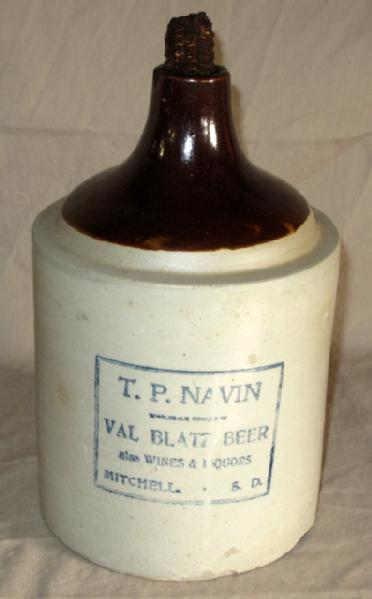 T. P. NAVIN
VAL BLATZ BEER
also WINES & LIQUORS
MITCHELL. S. D.